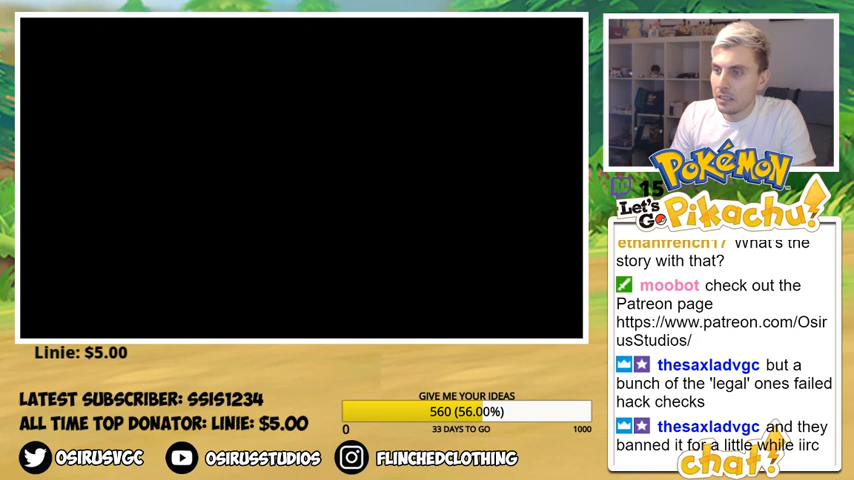 POKÉMON
15
Let's
Go
Pikachu!
ethanfrench17 What's the
story with that?
moobot check out the
Patreon page
https://www.patreon.com/Osir
usStudios/
thesaxladvgc but a
bunch of the 'legal' ones failed
hack checks
thesaxladvgc and they
banned it for a little while iirc
chat!
Linie: $5.00
LATEST SUBSCRIBER: SSIS1234
ALL TIME TOP DONATOR: LINIE: $5.00
GIVE ME YOUR IDEAS
560 (56.00%)
0
33 DAYS TO GO
1000
OSIRUSVGC
OSIRUSSTUDIOS
FLINCHEDCLOTHING